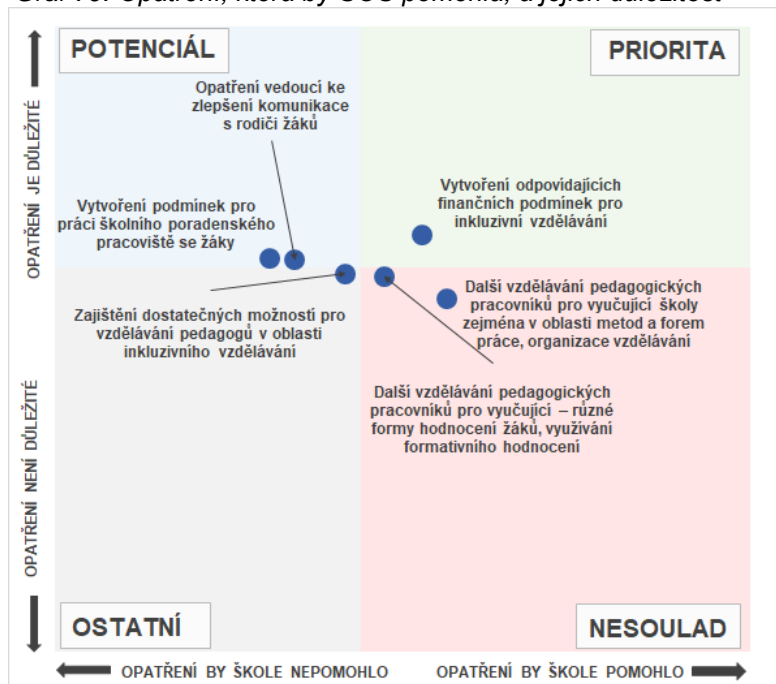 POTENCIÁL
PRIORITA
Opatření vedoucí ke
zlepšení komunikace
s rodiči žáků
Vytvoření odpovídajících
finančních podmínek pro
inkluzivní vzdělávání
Vytvoření podmínek pro
práci školního poradenského
pracoviště se žáky
Zajištění dostatečných možností pro
vzdělávání pedagogů v oblasti
inkluzivního vzdělávání
Další vzdělávání pedagogických
pracovníků pro vyučující školy
zejména v oblasti metod a forem
práce, organizace vzdělávání
Další vzdělávání pedagogických
pracovníků pro vyučující – různé
formy hodnocení žáků, využívání
formativního hodnocení
OPATŘENÍ JE DŮLEŽITÉ
OPATŘENÍ NENÍ DŮLEŽITÉ
OSTATNÍ
NESOULAD
OPATŘENÍ BY ŠKOLE NEPOMOHLO
OPATŘENÍ BY ŠKOLE POMOHLO